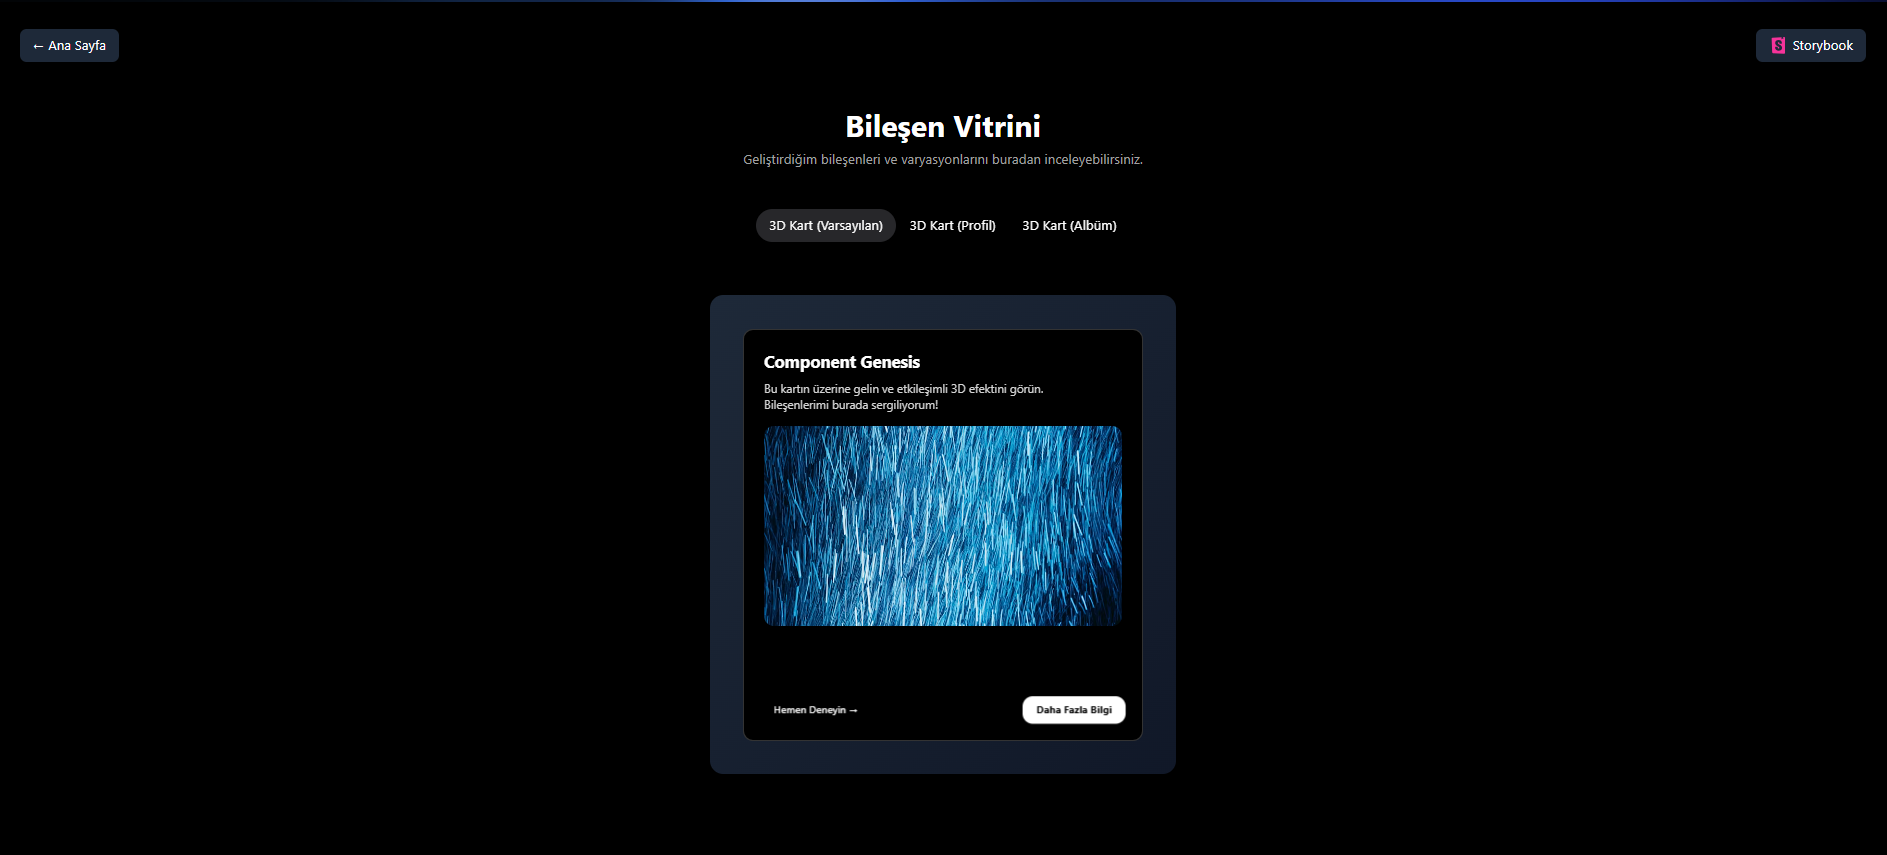 ← Ana Sayfa
Storybook
Bileşen Vitrini
Geliştirdiğim bileşenleri ve varyasyonlarını buradan inceleyebilirsiniz.
3D Kart (Varsayılan)
3D Kart (Profil)
3D Kart (Albüm)
Component Genesis
Bu kartın üzerine gelin ve etkileşimli 3D efektini görün.
Bileşenlerimi burada sergiliyorum!
Hemen Deneyin →
Daha Fazla Bilgi